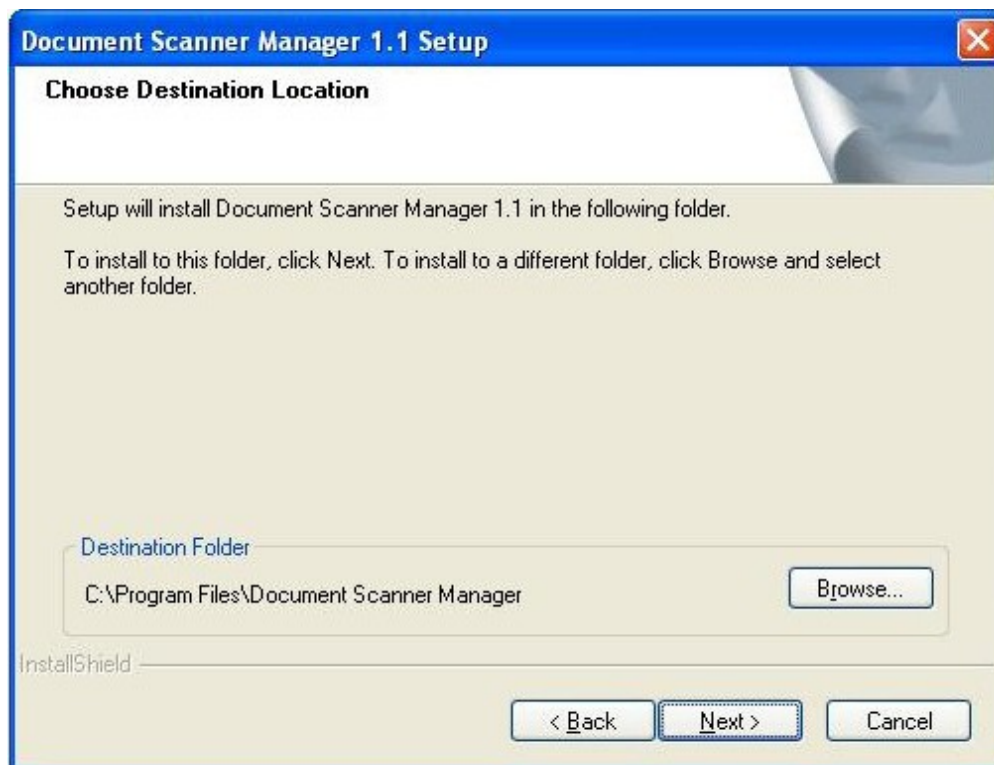 Document Scanner Manager 1.1 Setup
Choose Destination Location
Setup will install Document Scanner Manager 1.1 in the following folder.
To install to this folder, click Next. To install to a different folder, click Browse and select
another folder.
Destination Folder
C:\Program Files\Document Scanner Manager
Browse...
InstallShield
< Back
Next >
Cancel